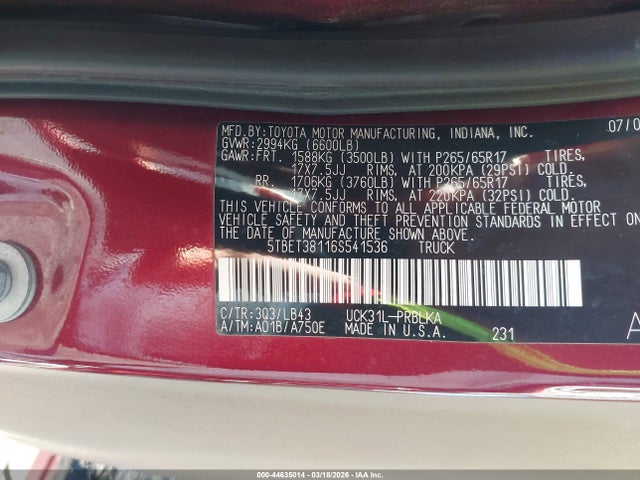 MFD.BY:TOYOTA MOTOR MANUFACTURING, INDIANA, INC. 07/0
GVWR:2994KG (6600LB)
GAWR:FRT. 1588KG (3500LB) WITH P265/65R17 TIRES,
17X7.5JJ RIMS, AT 200KPA (29PSI) COLD.
RR. 1706KG (3760LB) WITH P265/65R17 TIRES,
17X7.5JJ RIMS, AT 220KPA (32PSI) COLD.
THIS VEHICLE CONFORMS TO ALL APPLICABLE FEDERAL MOTOR
VEHICLE SAFETY AND THEFT PREVENTION STANDARDS IN EFFECT ON
THE DATE OF MANUFACTURE SHOWN ABOVE.
5TBET38116S541536 TRUCK
C/TR:3Q3/LB43 UCK31L-PRBLKA
A/TM:A01B/A750E MADE IN U.S.A. 231
000-44635014 - 03/18/2026 - IAA Inc.